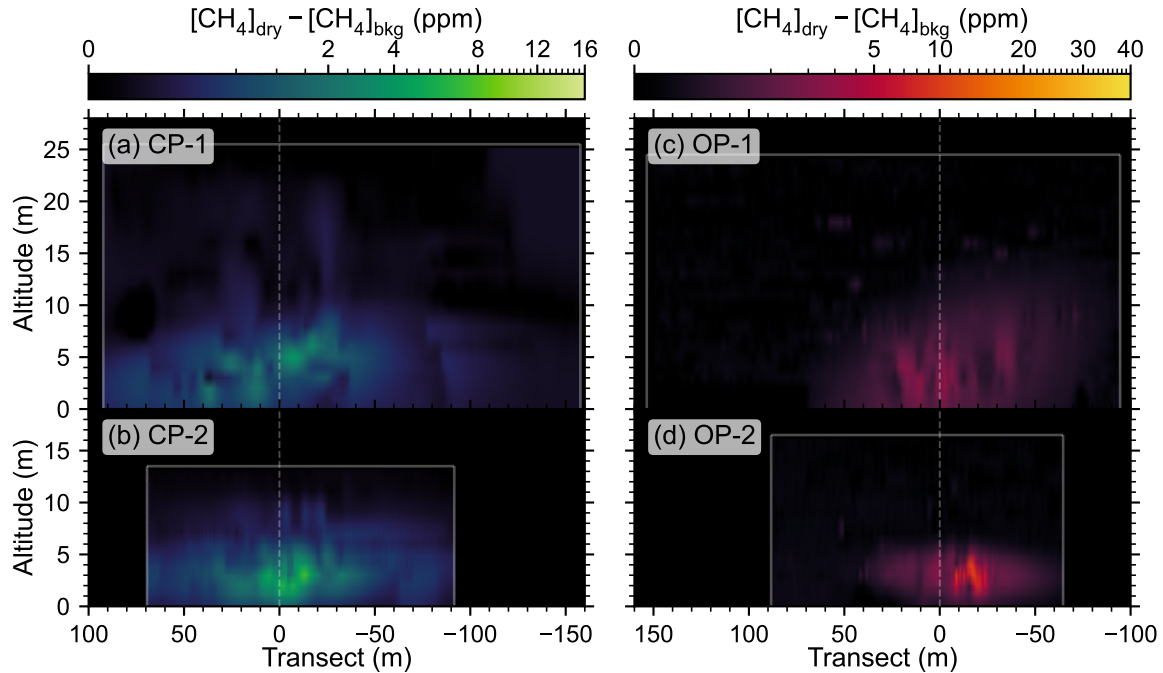 [CH₄]dry − [CH₄]bkg (ppm)
0 2 4 8 12 16
[CH₄]dry − [CH₄]bkg (ppm)
0 5 10 20 30 40
(a) CP-1
25
20
15
10
5
0
Altitude (m)
(c) OP-1
(b) CP-2
15
10
5
0
Altitude (m)
(d) OP-2
100 50 0 −50 −100 −150
Transect (m)
150 100 50 0 −50 −100
Transect (m)